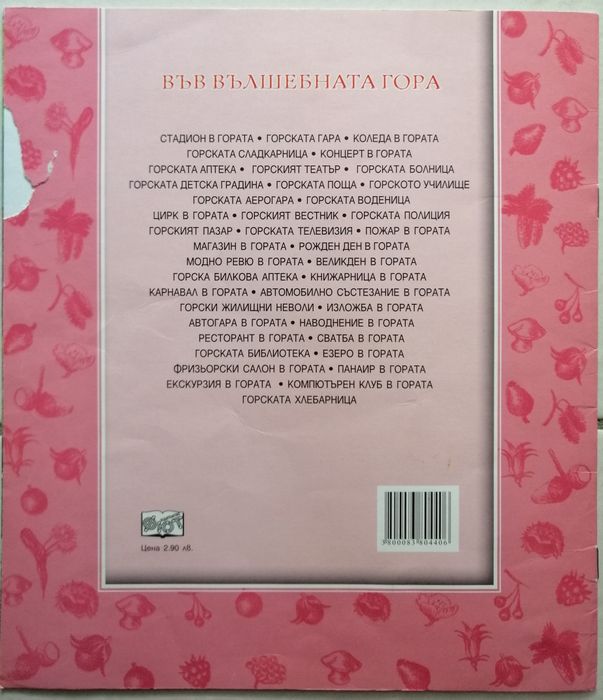 ВЪВ ВЪЛШЕБНАТА ГОРА
СТАДИОН В ГОРАТА • ГОРСКАТА ГАРА • КОЛЕДА В ГОРАТА
ГОРСКАТА СЛАДКАРНИЦА • КОНЦЕРТ В ГОРАТА
ГОРСКАТА АПТЕКА • ГОРСКИЯТ ТЕАТЪР • ГОРСКАТА БОЛНИЦА
ГОРСКАТА ДЕТСКА ГРАДИНА • ГОРСКАТА ПОЩА • ГОРСКОТО УЧИЛИЩЕ
ГОРСКАТА АЕРОГАРА • ГОРСКАТА ВОДЕНИЦА
ЦИРК В ГОРАТА • ГОРСКИЯТ ВЕСТНИК • ГОРСКАТА ПОЛИЦИЯ
ГОРСКИЯТ ПАЗАР • ГОРСКАТА ТЕЛЕВИЗИЯ • ПОЖАР В ГОРАТА
МАГАЗИН В ГОРАТА • РОЖДЕН ДЕН В ГОРАТА
МОДНО РЕВЮ В ГОРАТА • ВЕЛИКДЕН В ГОРАТА
ГОРСКА БИЛКОВА АПТЕКА • КНИЖАРНИЦА В ГОРАТА
КАРНАВАЛ В ГОРАТА • АВТОМОБИЛНО СЪСТЕЗАНИЕ В ГОРАТА
ГОРСКИ ЖИЛИЩНИ НЕВОЛИ • ИЗЛОЖБА В ГОРАТА
АВТОГАРА В ГОРАТА • НАВОДНЕНИЕ В ГОРАТА
РЕСТОРАНТ В ГОРАТА • СВАТБА В ГОРАТА
ГОРСКАТА БИБЛИОТЕКА • ЕЗЕРО В ГОРАТА
ФРИЗЬОРСКИ САЛОН В ГОРАТА • ПАНАИР В ГОРАТА
ЕКСКУРЗИЯ В ГОРАТА • КОМПЮТЪРЕН КЛУБ В ГОРАТА
ГОРСКАТА ХЛЕБАРНИЦА
Цена 2.90 лв.
3800083804406